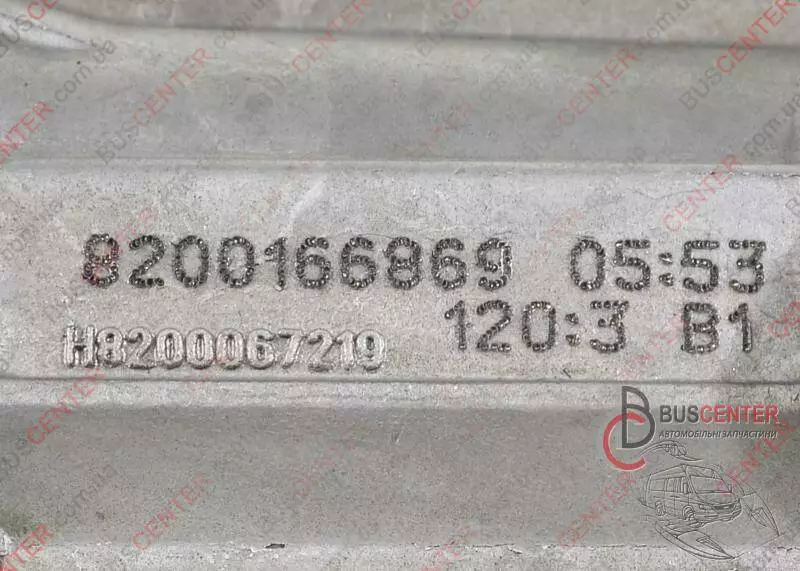 8200166869 05:53
120:3 B1
H8200067219
BUSCENTER
АВТОМОБІЛЬНІ ЗАПЧАСТИНИ